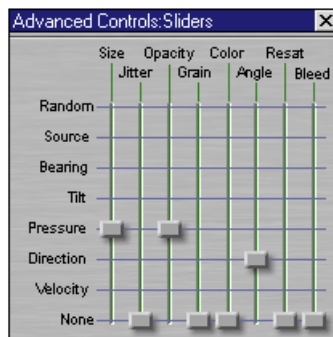 Advanced Controls:Sliders
Size Opacity Color Resat
Jitter Grain Angle Bleed
Random
Source
Bearing
Tilt
Pressure
Direction
Velocity
None